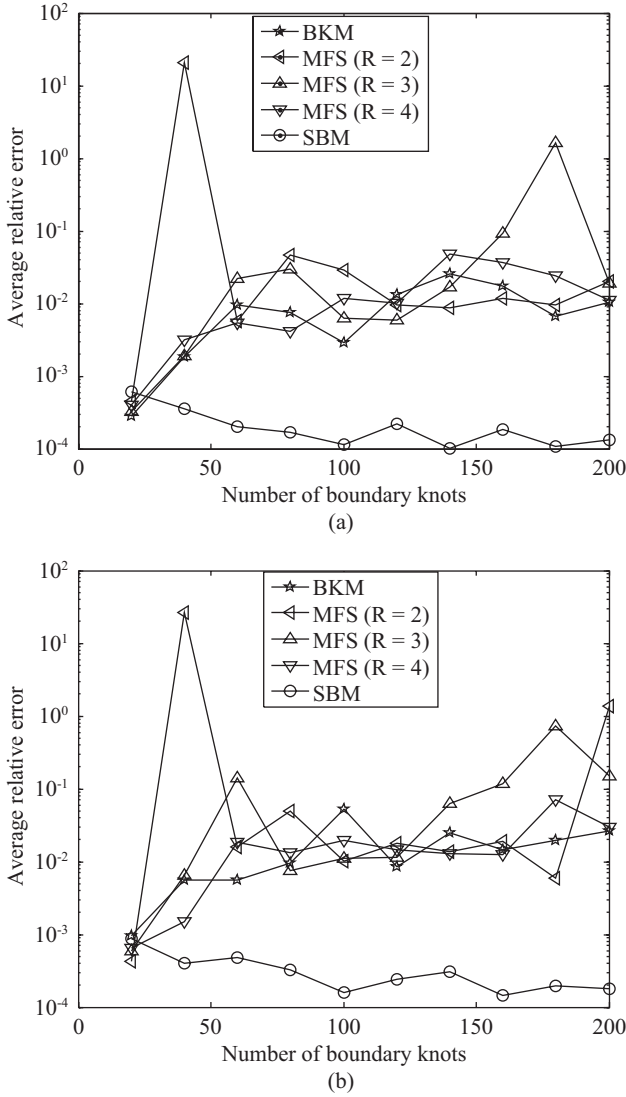 10^2
10^1
10^0
10^-1
10^-2
10^-3
10^-4
Average relative error
BKM
MFS (R = 2)
MFS (R = 3)
MFS (R = 4)
SBM
0 50 100 150 200
Number of boundary knots
(a)
10^2
10^1
10^0
10^-1
10^-2
10^-3
10^-4
Average relative error
BKM
MFS (R = 2)
MFS (R = 3)
MFS (R = 4)
SBM
0 50 100 150 200
Number of boundary knots
(b)